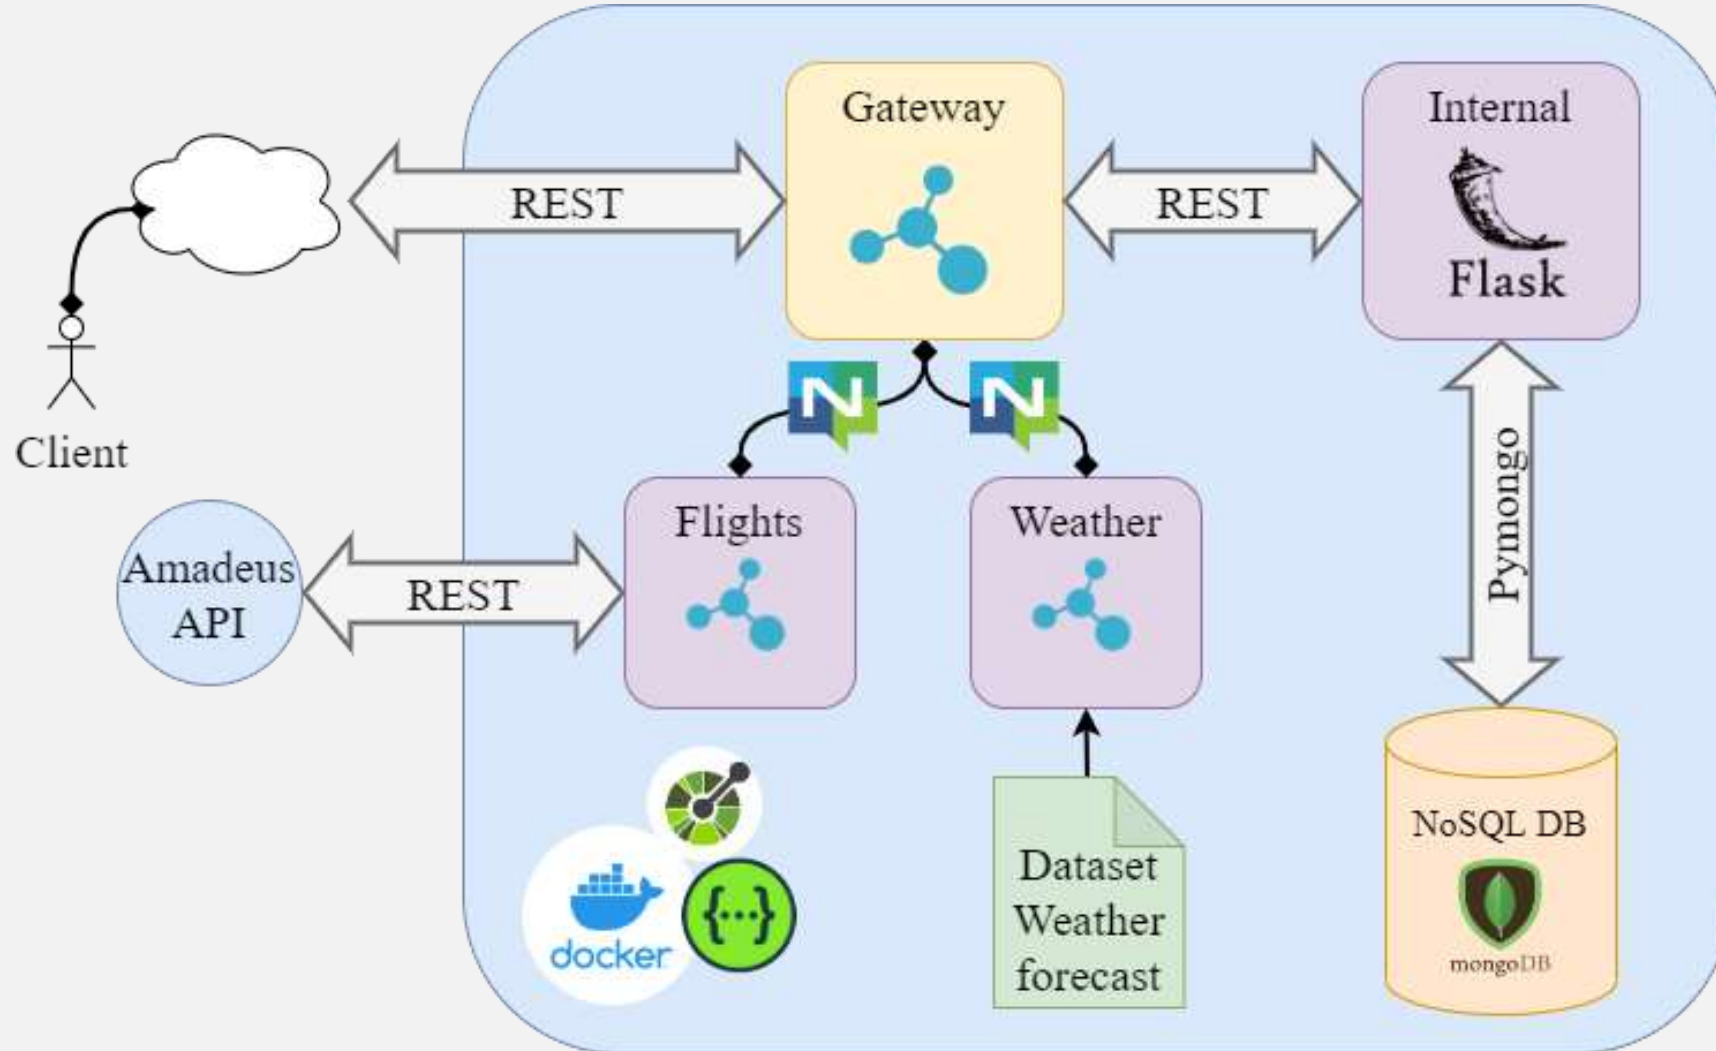 Gateway
Internal
REST
REST
Flask
N
N
Client
Flights
Weather
Pymongo
Amadeus
API
REST
NoSQL DB
Dataset
Weather
forecast
{···}
docker
mongoDB